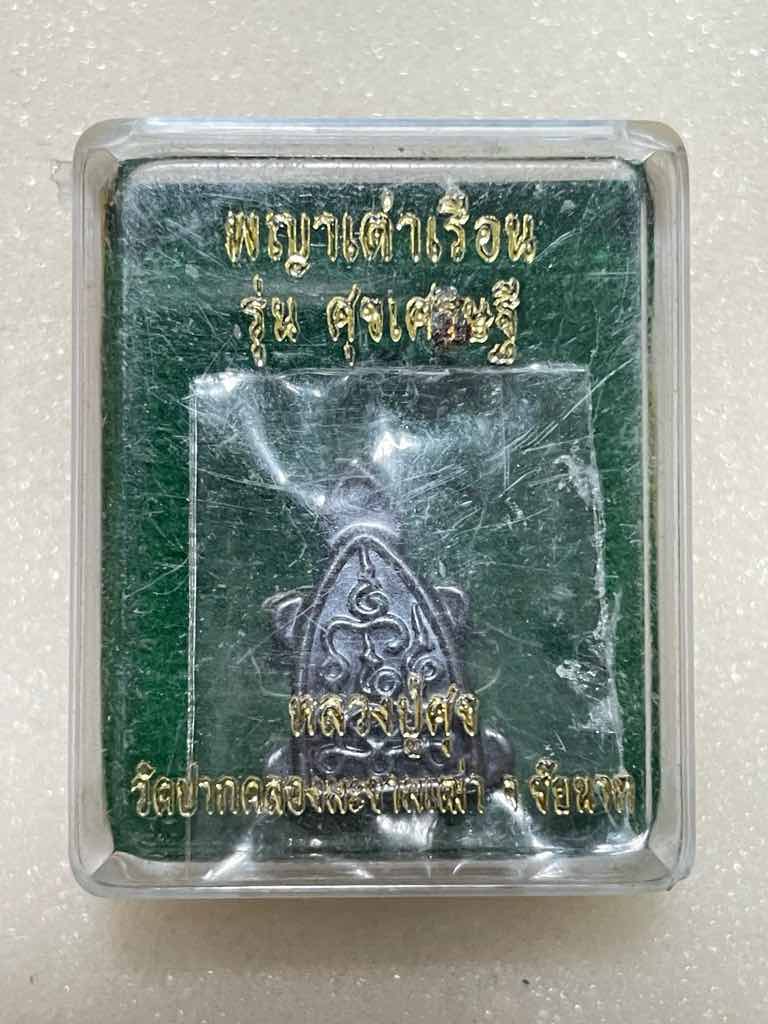 พญาเต่าเรือน
รุ่น ศุขเศรษฐี
หลวงปู่ศุข
วัดปากคลองมะขามเฒ่า จ ชัยนาท